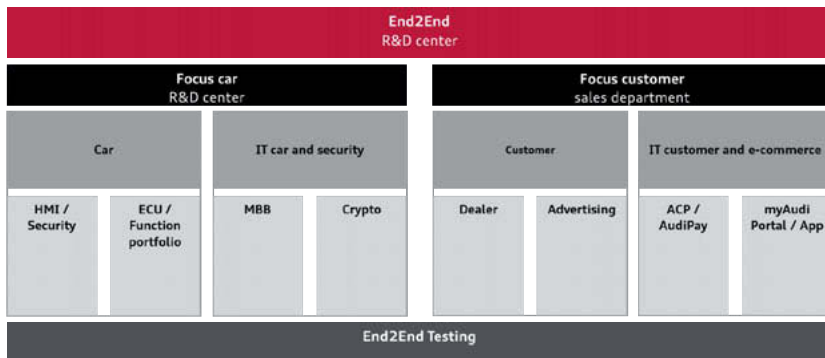 End2End
R&D center
Focus car
R&D center
Focus customer
sales department
Car
IT car and security
Customer
IT customer and e-commerce
HMI /
Security
ECU /
Function
portfolio
MBB
Crypto
Dealer
Advertising
ACP /
AudiPay
myAudi
Portal / App
End2End Testing